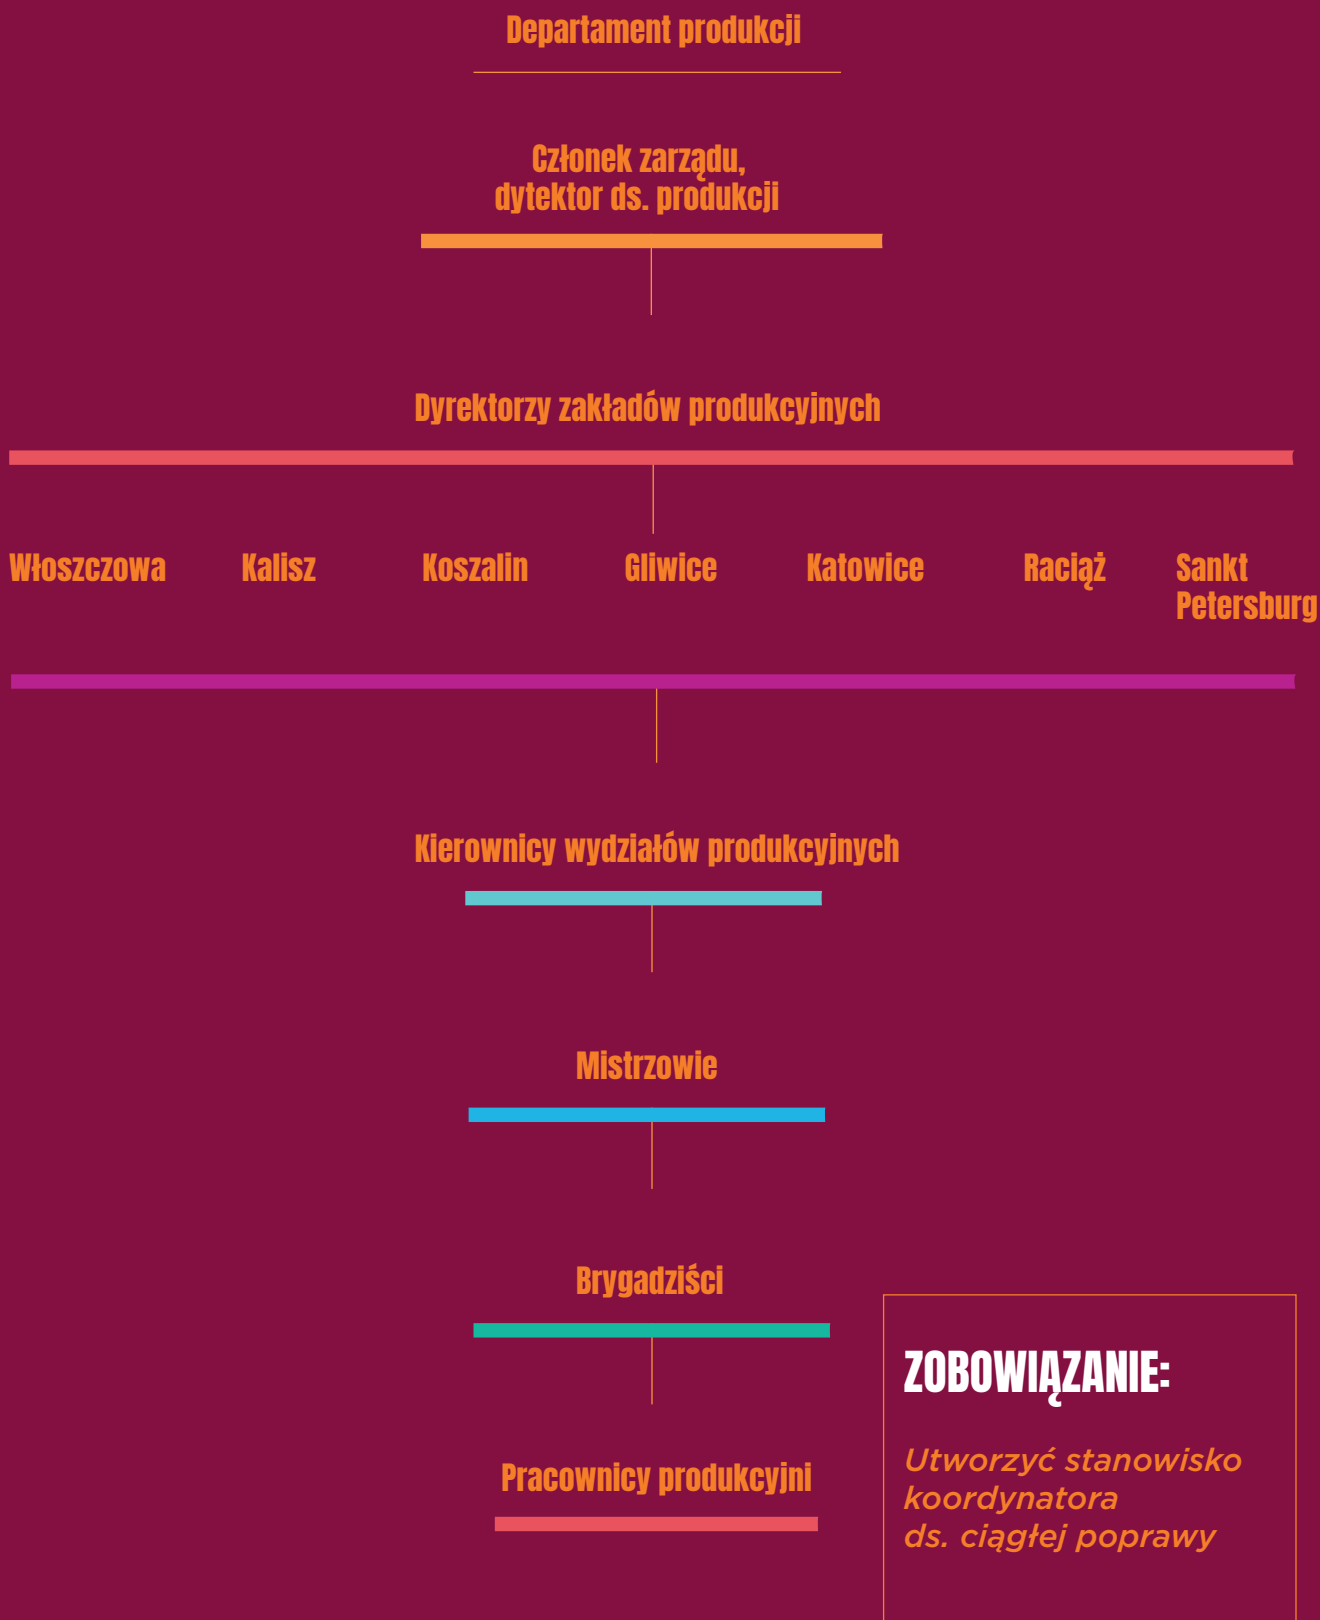 Departament produkcji
Członek zarządu,
dytektor ds. produkcji
Dyrektorzy zakładów produkcyjnych
Włoszczowa
Kalisz
Koszalin
Gliwice
Katowice
Raciąż
Sankt
Petersburg
Kierownicy wydziałów produkcyjnych
Mistrzowie
Brygadziści
Pracownicy produkcyjni
ZOBOWIĄZANIE:
Utworzyć stanowisko
koordynatora
ds. ciągłej poprawy